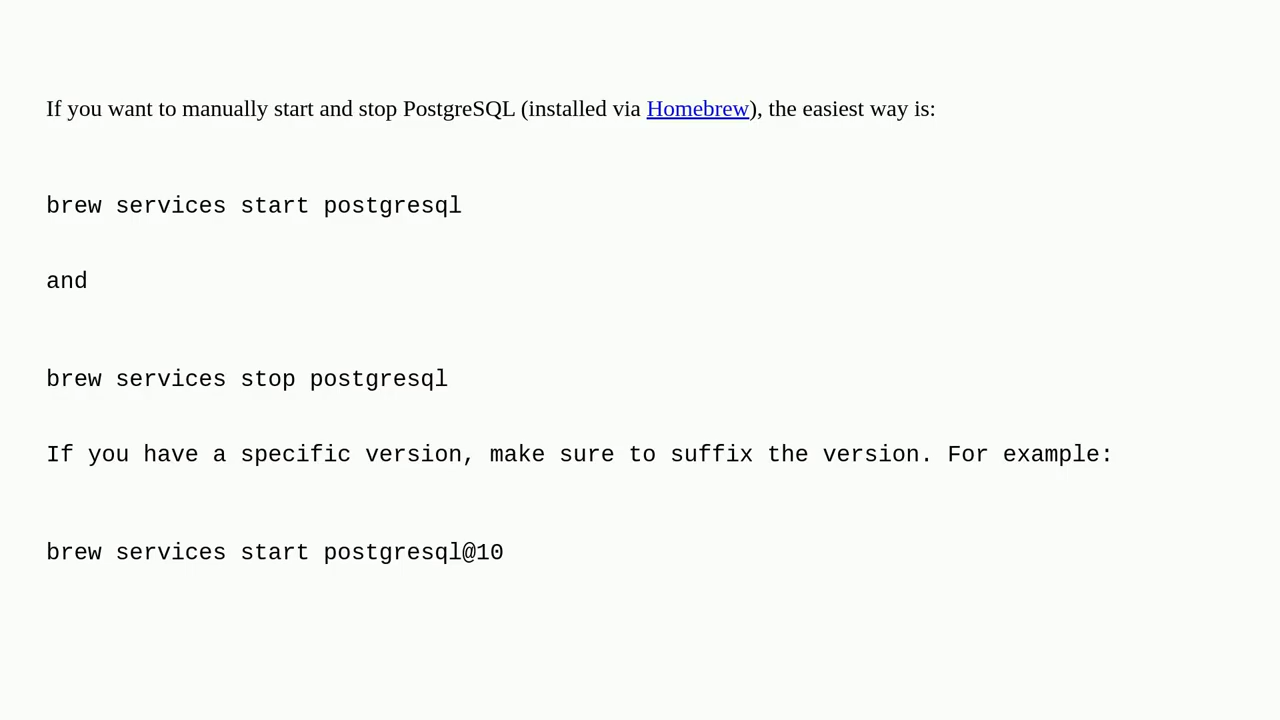 If you want to manually start and stop PostgreSQL (installed via Homebrew), the easiest way is:
brew services start postgresql
and
brew services stop postgresql
If you have a specific version, make sure to suffix the version. For example:
brew services start postgresql@10